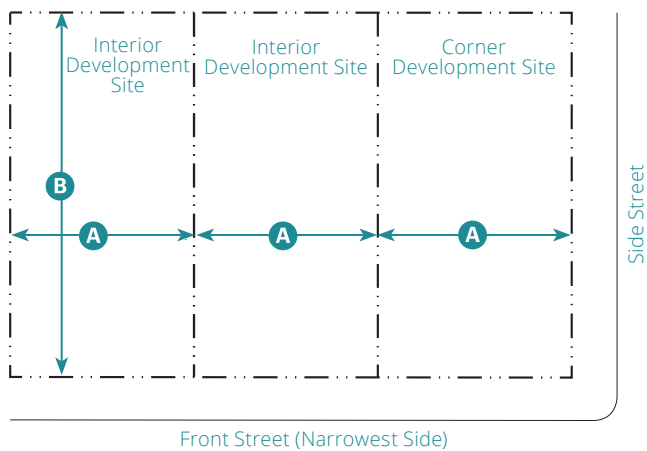 Interior
Development
Site
Interior
Development Site
Corner
Development Site
B
A
A
A
Side Street
Front Street (Narrowest Side)